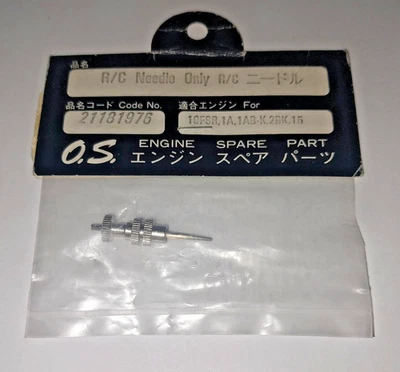 品名
R/C Needle Only R/C ニードル
品名コード Code No.
適合エンジン For
21181976
10FSR,1A,1AB-K,2BK,15
O.S. ENGINE SPARE PART
エンジン スペア パーツ